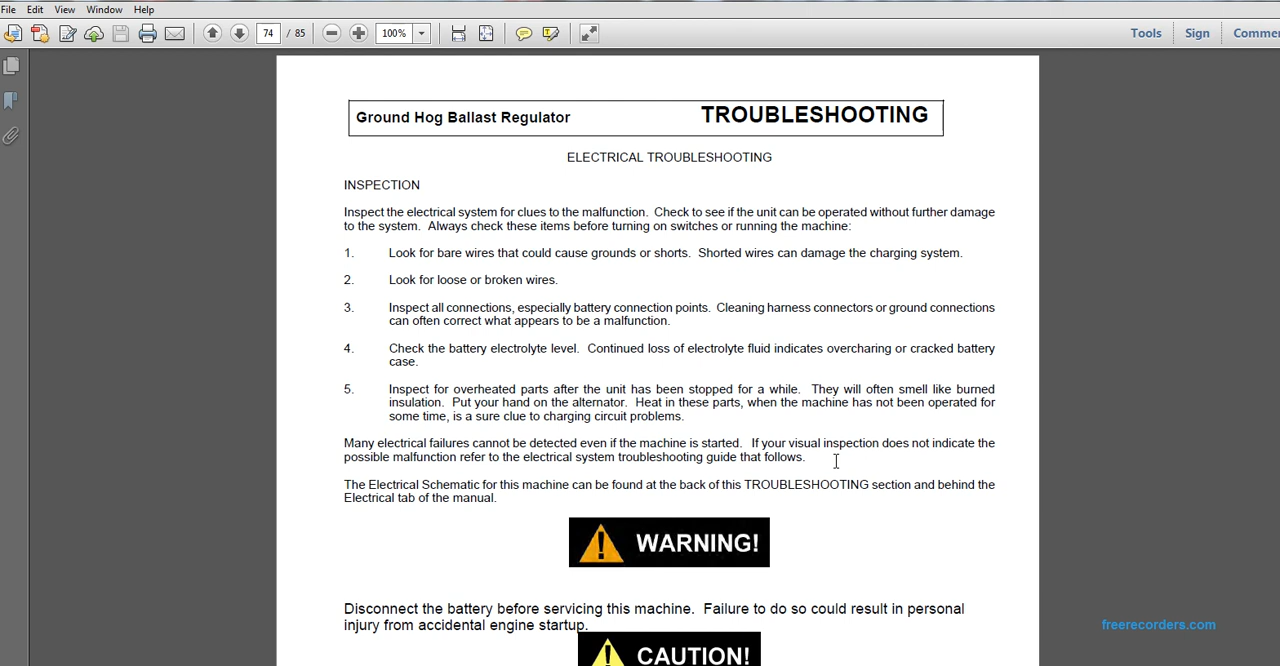 File Edit View Window Help
74 / 85 100% Tools Sign Comme
Ground Hog Ballast Regulator TROUBLESHOOTING
ELECTRICAL TROUBLESHOOTING
INSPECTION
Inspect the electrical system for clues to the malfunction. Check to see if the unit can be operated without further damage
to the system. Always check these items before turning on switches or running the machine:
1. Look for bare wires that could cause grounds or shorts. Shorted wires can damage the charging system.
2. Look for loose or broken wires.
3. Inspect all connections, especially battery connection points. Cleaning harness connectors or ground connections
can often correct what appears to be a malfunction.
4. Check the battery electrolyte level. Continued loss of electrolyte fluid indicates overcharing or cracked battery
case.
5. Inspect for overheated parts after the unit has been stopped for a while. They will often smell like burned
insulation. Put your hand on the alternator. Heat in these parts, when the machine has not been operated for
some time, is a sure clue to charging circuit problems.
Many electrical failures cannot be detected even if the machine is started. If your visual inspection does not indicate the
possible malfunction refer to the electrical system troubleshooting guide that follows.
The Electrical Schematic for this machine can be found at the back of this TROUBLESHOOTING section and behind the
Electrical tab of the manual.
WARNING!
Disconnect the battery before servicing this machine. Failure to do so could result in personal
injury from accidental engine startup.
CAUTION!
freerecorders.com